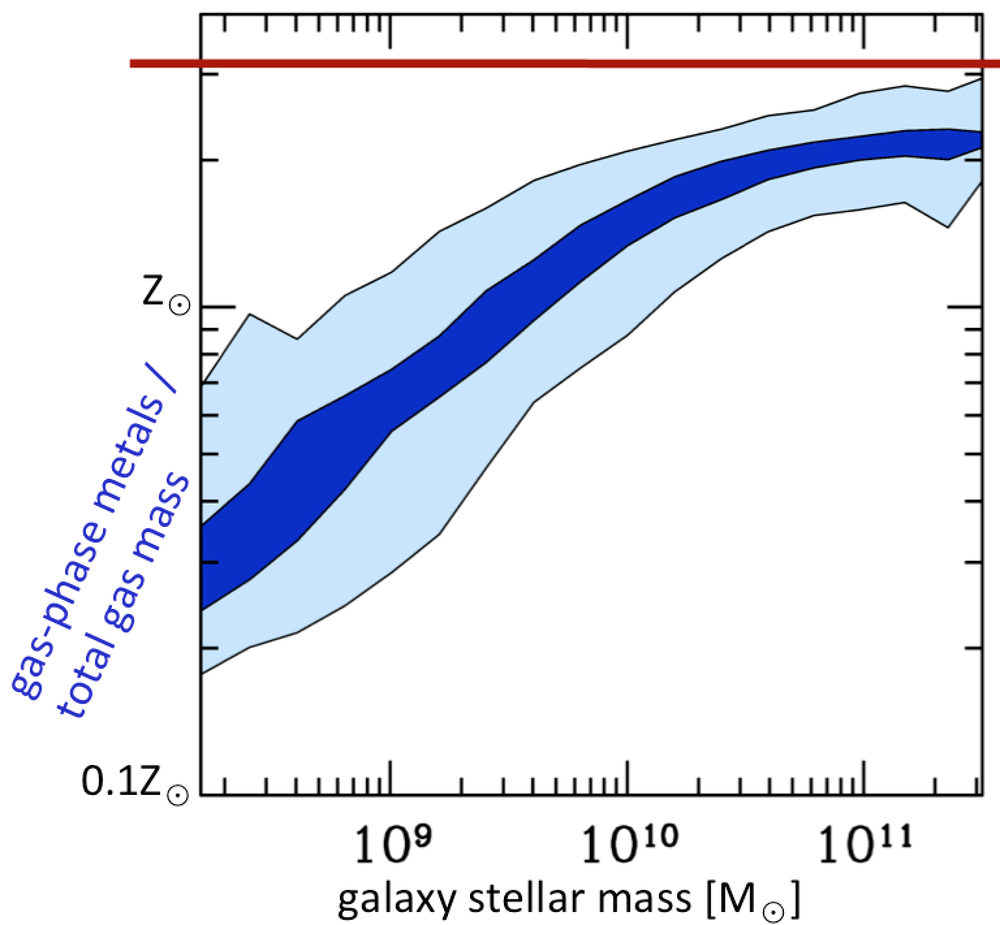 Z☉
gas-phase metals /
total gas mass
0.1Z☉
10⁹ 10¹⁰ 10¹¹
galaxy stellar mass [M☉]